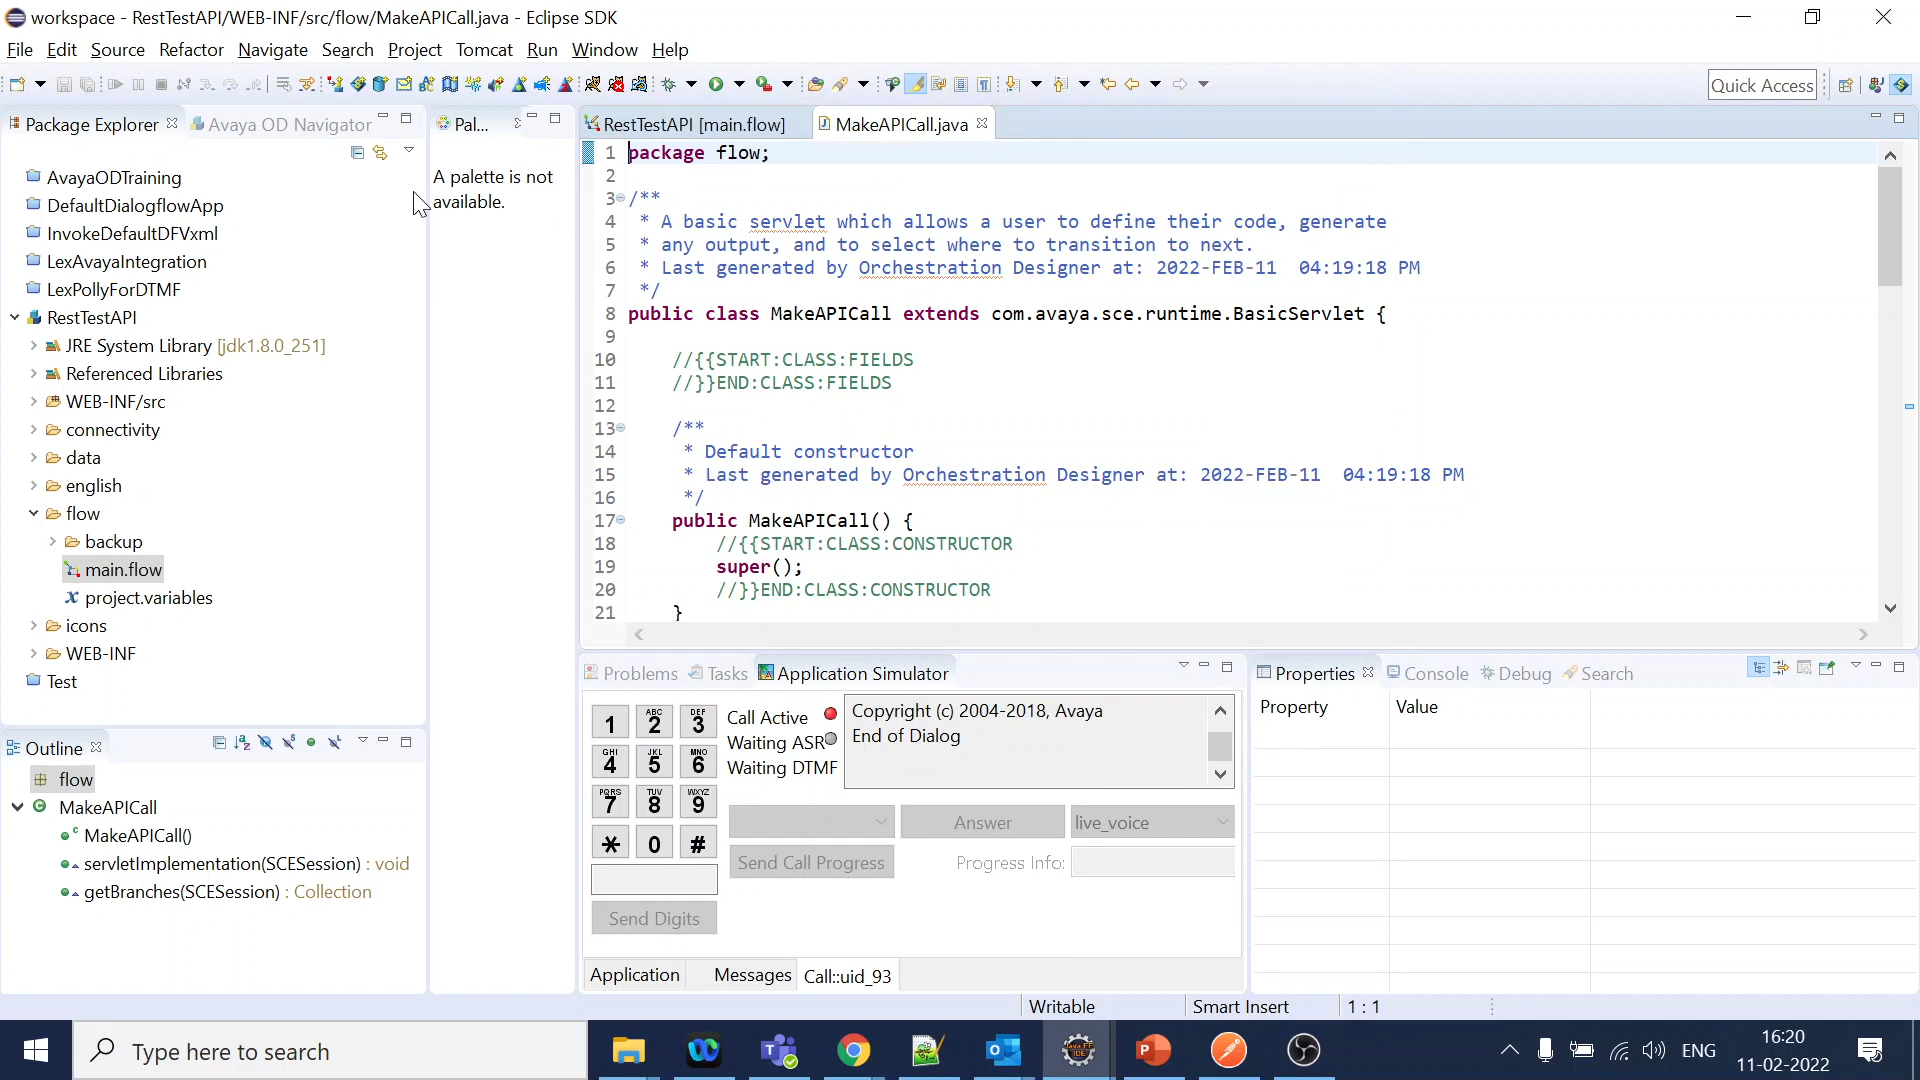 workspace - RestTestAPI/WEB-INF/src/flow/MakeAPICall.java - Eclipse SDK
File Edit Source Refactor Navigate Search Project Tomcat Run Window Help
Quick Access
Package Explorer
Avaya OD Navigator
AvayaODTraining
DefaultDialogflowApp
InvokeDefaultDFVxml
LexAvayaIntegration
LexPollyForDTMF
RestTestAPI
JRE System Library [jdk1.8.0_251]
Referenced Libraries
WEB-INF/src
connectivity
data
english
flow
backup
main.flow
project.variables
icons
WEB-INF
Test
Outline
flow
MakeAPICall
MakeAPICall()
servletImplementation(SCESession) : void
getBranches(SCESession) : Collection
Pal...
A palette is not
available.
RestTestAPI [main.flow]
MakeAPICall.java
1 package flow;
2
3 /**
4 * A basic servlet which allows a user to define their code, generate
5 * any output, and to select where to transition to next.
6 * Last generated by Orchestration Designer at: 2022-FEB-11 04:19:18 PM
7 */
8 public class MakeAPICall extends com.avaya.sce.runtime.BasicServlet {
9
10 //{{START:CLASS:FIELDS
11 //}}END:CLASS:FIELDS
12
13 /**
14 * Default constructor
15 * Last generated by Orchestration Designer at: 2022-FEB-11 04:19:18 PM
16 */
17 public MakeAPICall() {
18 //{{START:CLASS:CONSTRUCTOR
19 super();
20 //}}END:CLASS:CONSTRUCTOR
21 }
Problems Tasks Application Simulator
1 ABC 2 DEF 3
GHI 4 JKL 5 MNO 6
PQRS 7 TUV 8 WXYZ 9
* 0 #
Send Digits
Call Active
Waiting ASR
Waiting DTMF
Copyright (c) 2004-2018, Avaya
End of Dialog
Answer
live_voice
Send Call Progress
Progress Info:
Application Messages Call::uid_93
Properties Console Debug Search
Property Value
Writable Smart Insert 1 : 1
Type here to search
ENG
16:20
11-02-2022